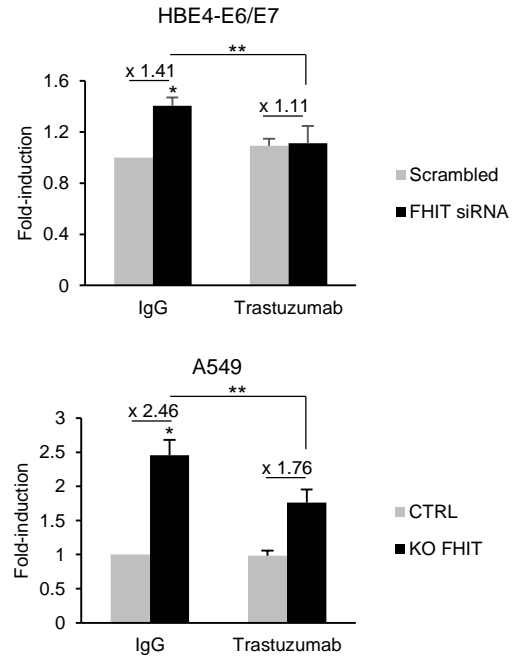 HBE4-E6/E7
**
x 1.41
*
x 1.11
1.6
1.2
0.8
0.4
0
Fold-induction
IgG
Trastuzumab
Scrambled
FHIT siRNA
A549
**
x 2.46
*
x 1.76
3
2.5
2
1.5
1
0.5
0
Fold-induction
IgG
Trastuzumab
CTRL
KO FHIT